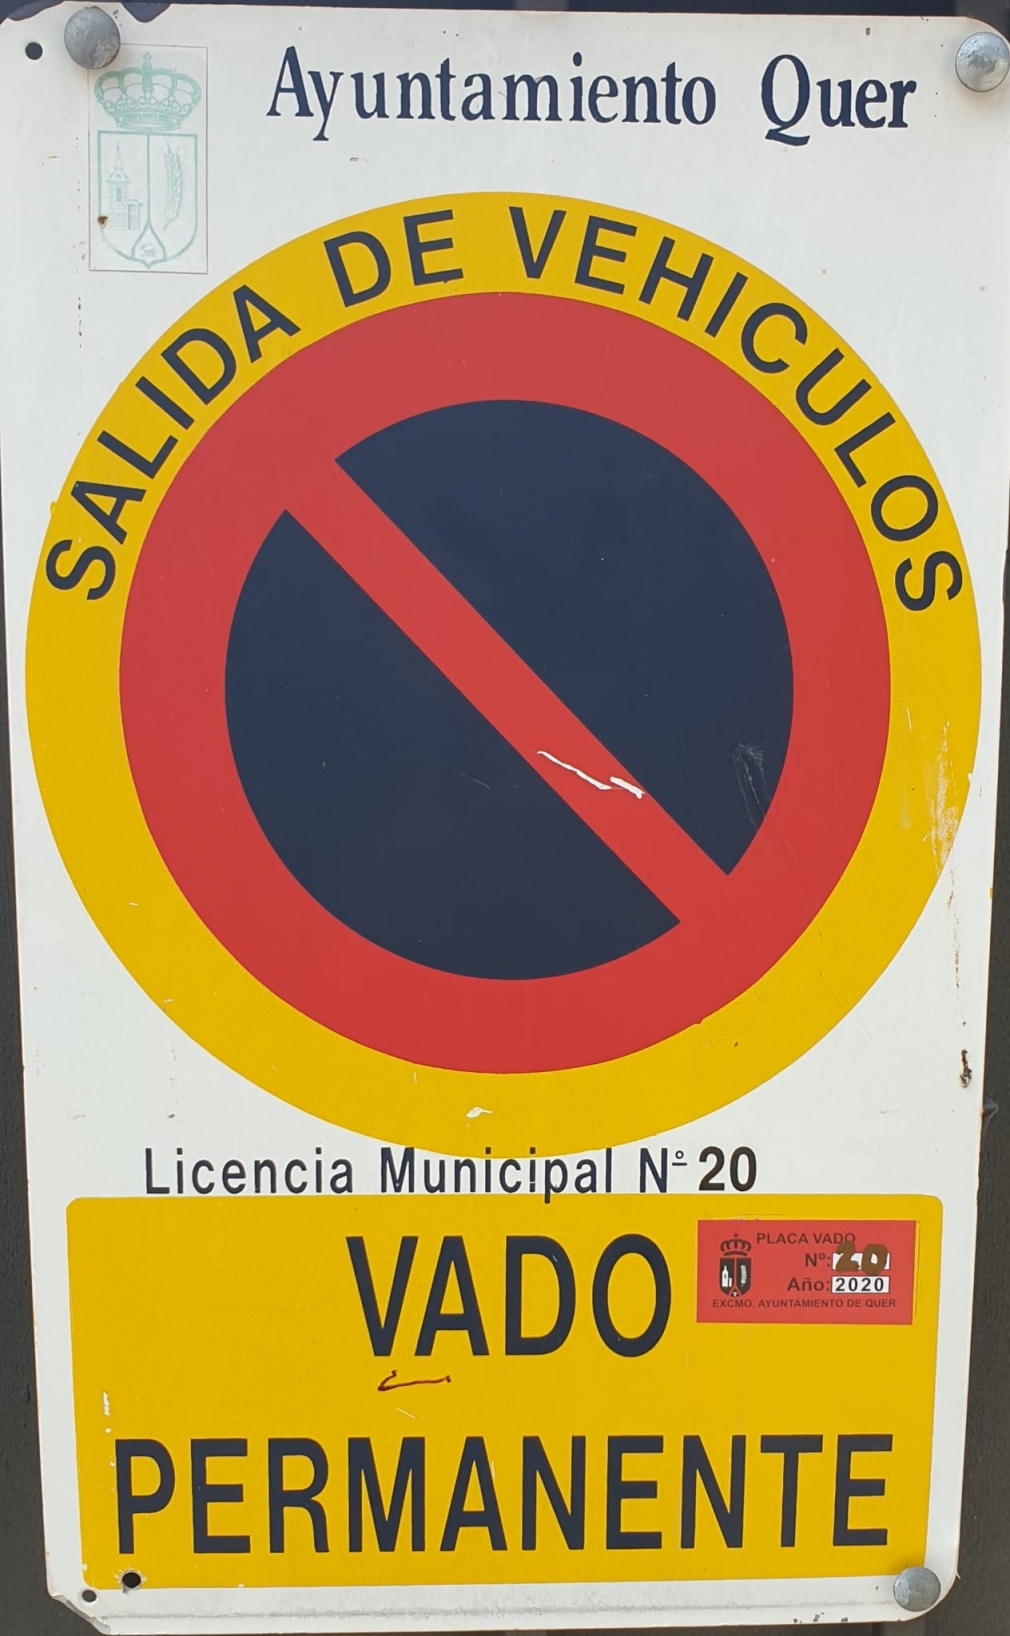 Ayuntamiento Quer
SALIDA DE VEHICULOS
Licencia Municipal Nº 20
VADO
PERMANENTE
PLACA VADO
Nº: 20
Año: 2020
EXCMO. AYUNTAMIENTO DE QUER